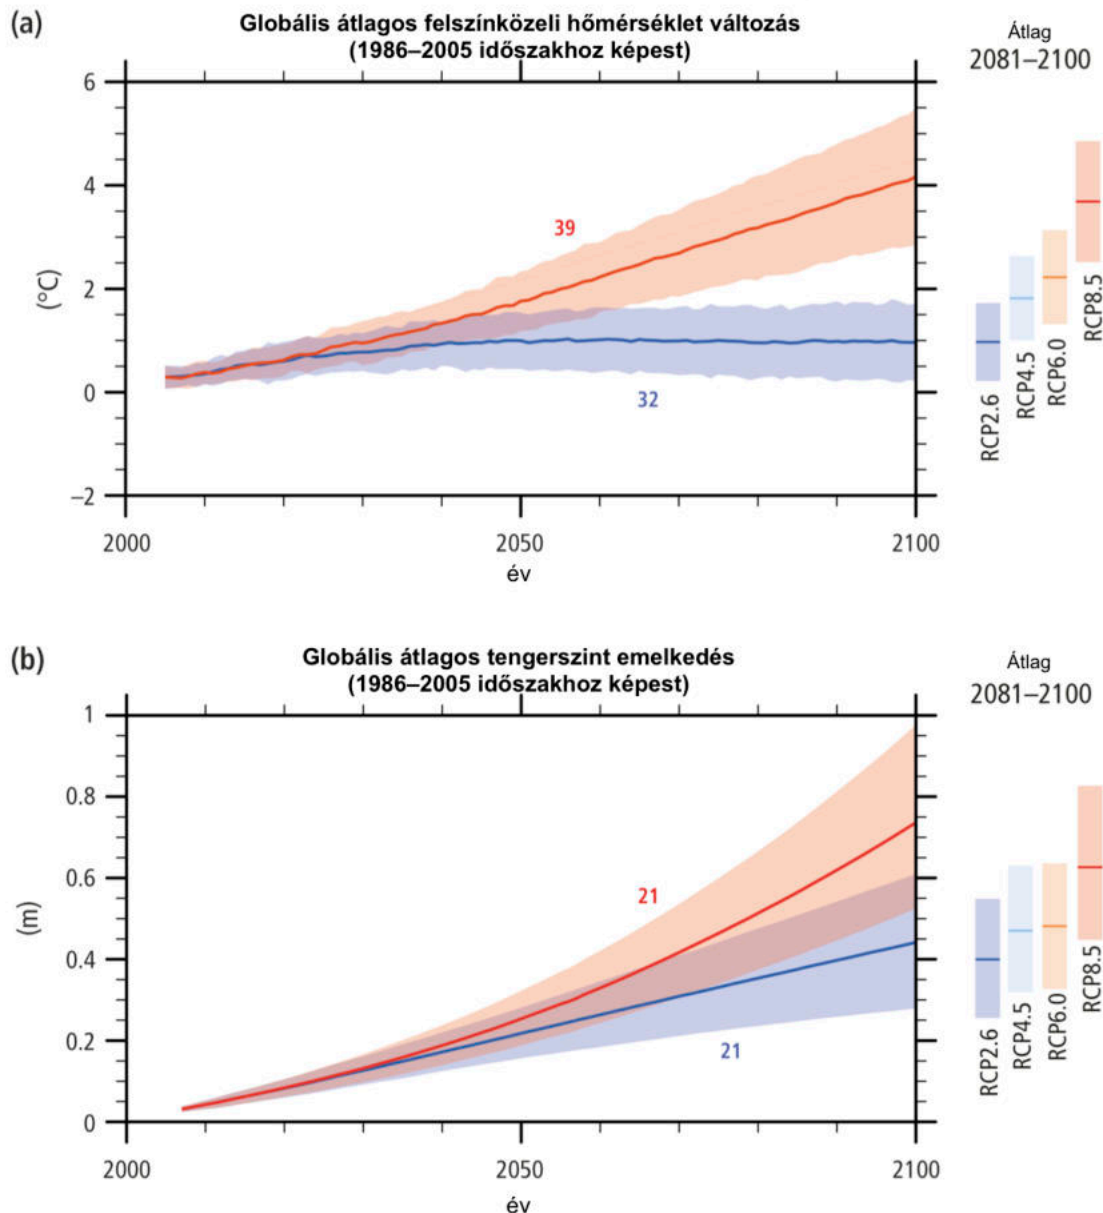 (a)
Globális átlagos felszínközeli hőmérséklet változás
(1986–2005 időszakhoz képest)
Átlag
2081–2100
6
4
2
0
−2
(°C)
39
32
2000
2050
2100
év
RCP2.6
RCP4.5
RCP6.0
RCP8.5
(b)
Globális átlagos tengerszint emelkedés
(1986–2005 időszakhoz képest)
Átlag
2081–2100
1
0.8
0.6
0.4
0.2
0
(m)
21
21
2000
2050
2100
év
RCP2.6
RCP4.5
RCP6.0
RCP8.5